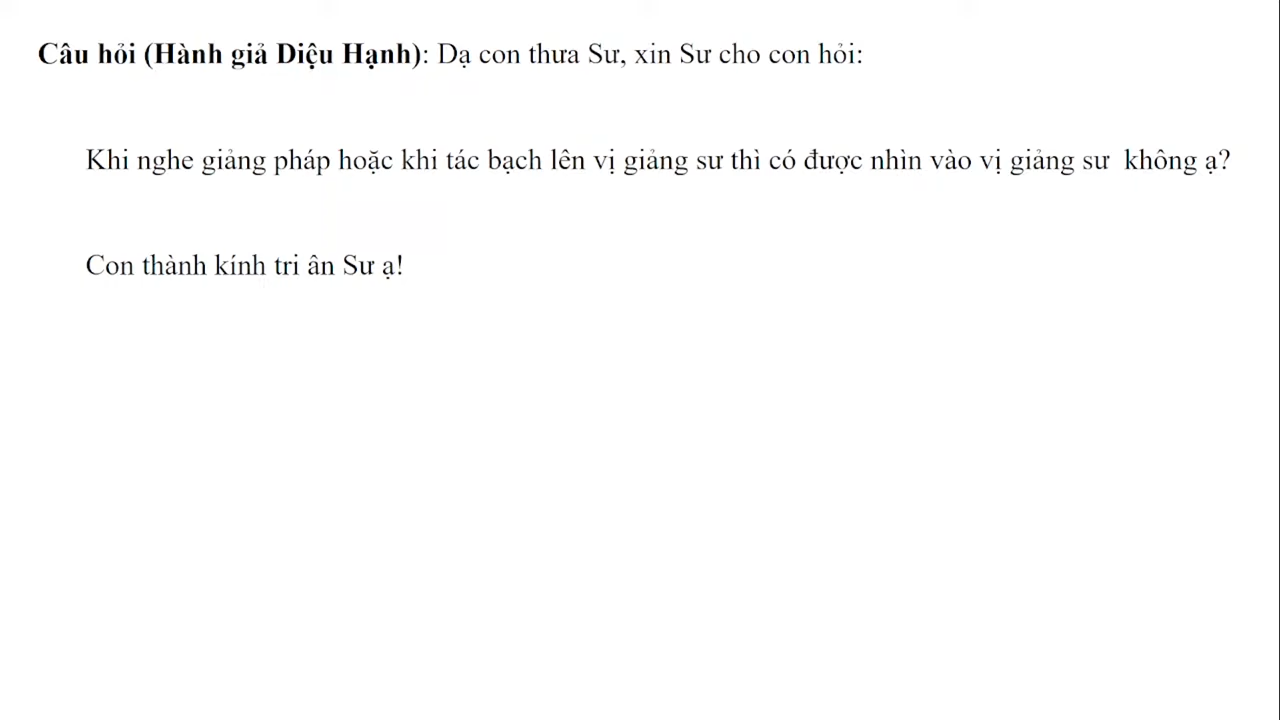 Câu hỏi (Hành giả Diệu Hạnh): Dạ con thưa Sư, xin Sư cho con hỏi:
Khi nghe giảng pháp hoặc khi tác bạch lên vị giảng sư thì có được nhìn vào vị giảng sư  không ạ?
Con thành kính tri ân Sư ạ!